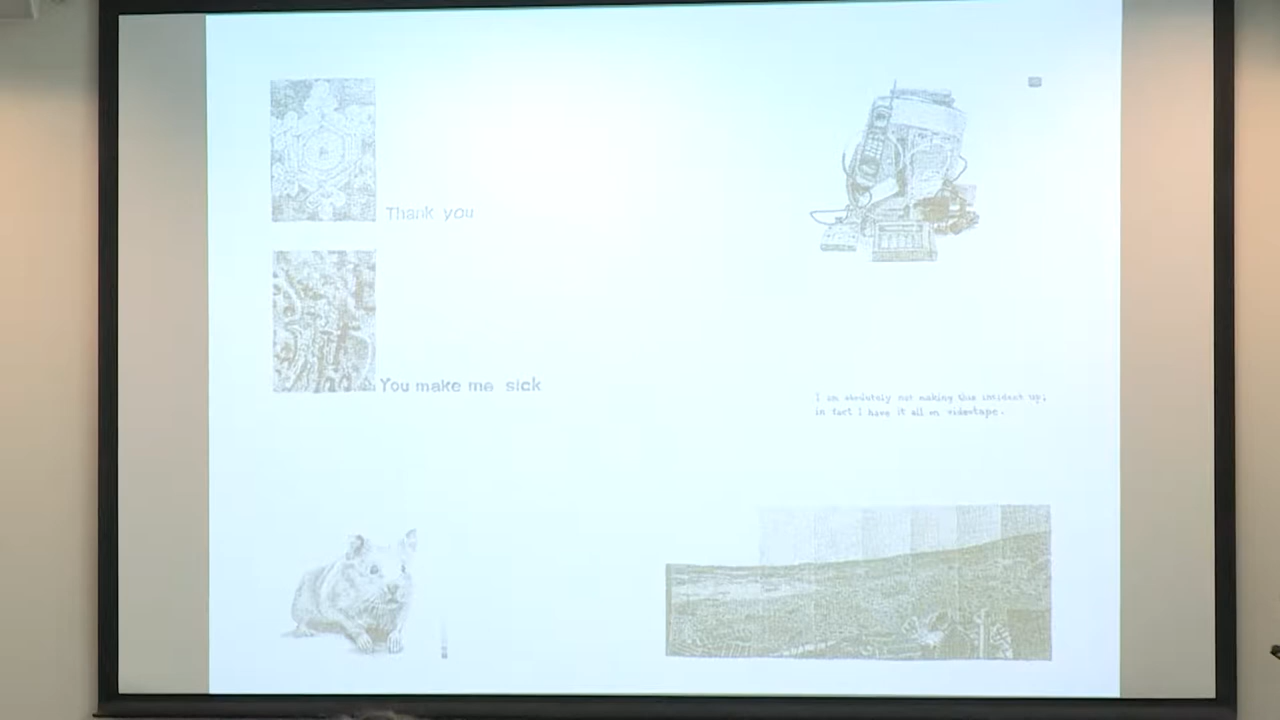 Thank you
You make me sick
I am absolutely not making this incident up;
in fact I have it all on videotape.